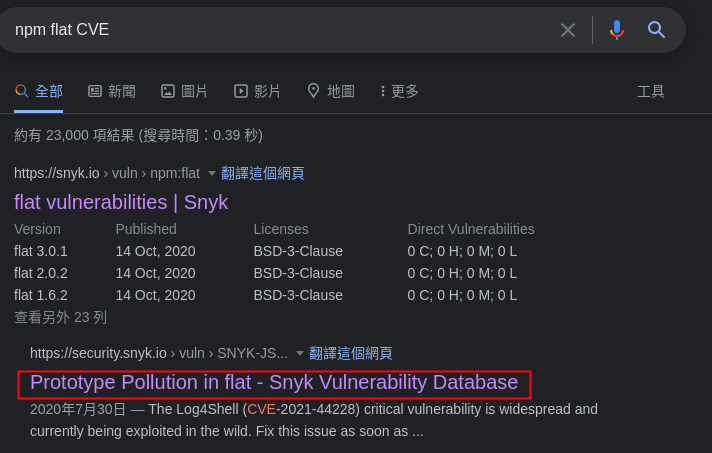 npm flat CVE
全部 新聞 圖片 影片 地圖 更多 工具
約有 23,000 項結果 (搜尋時間：0.39 秒)
https://snyk.io › vuln › npm:flat 翻譯這個網頁
flat vulnerabilities | Snyk
Version Published Licenses Direct Vulnerabilities
flat 3.0.1 14 Oct, 2020 BSD-3-Clause 0 C; 0 H; 0 M; 0 L
flat 2.0.2 14 Oct, 2020 BSD-3-Clause 0 C; 0 H; 0 M; 0 L
flat 1.6.2 14 Oct, 2020 BSD-3-Clause 0 C; 0 H; 0 M; 0 L
查看另外 23 列
https://security.snyk.io › vuln › SNYK-JS... 翻譯這個網頁
Prototype Pollution in flat - Snyk Vulnerability Database
2020年7月30日 — The Log4Shell (CVE-2021-44228) critical vulnerability is widespread and
currently being exploited in the wild. Fix this issue as soon as ...